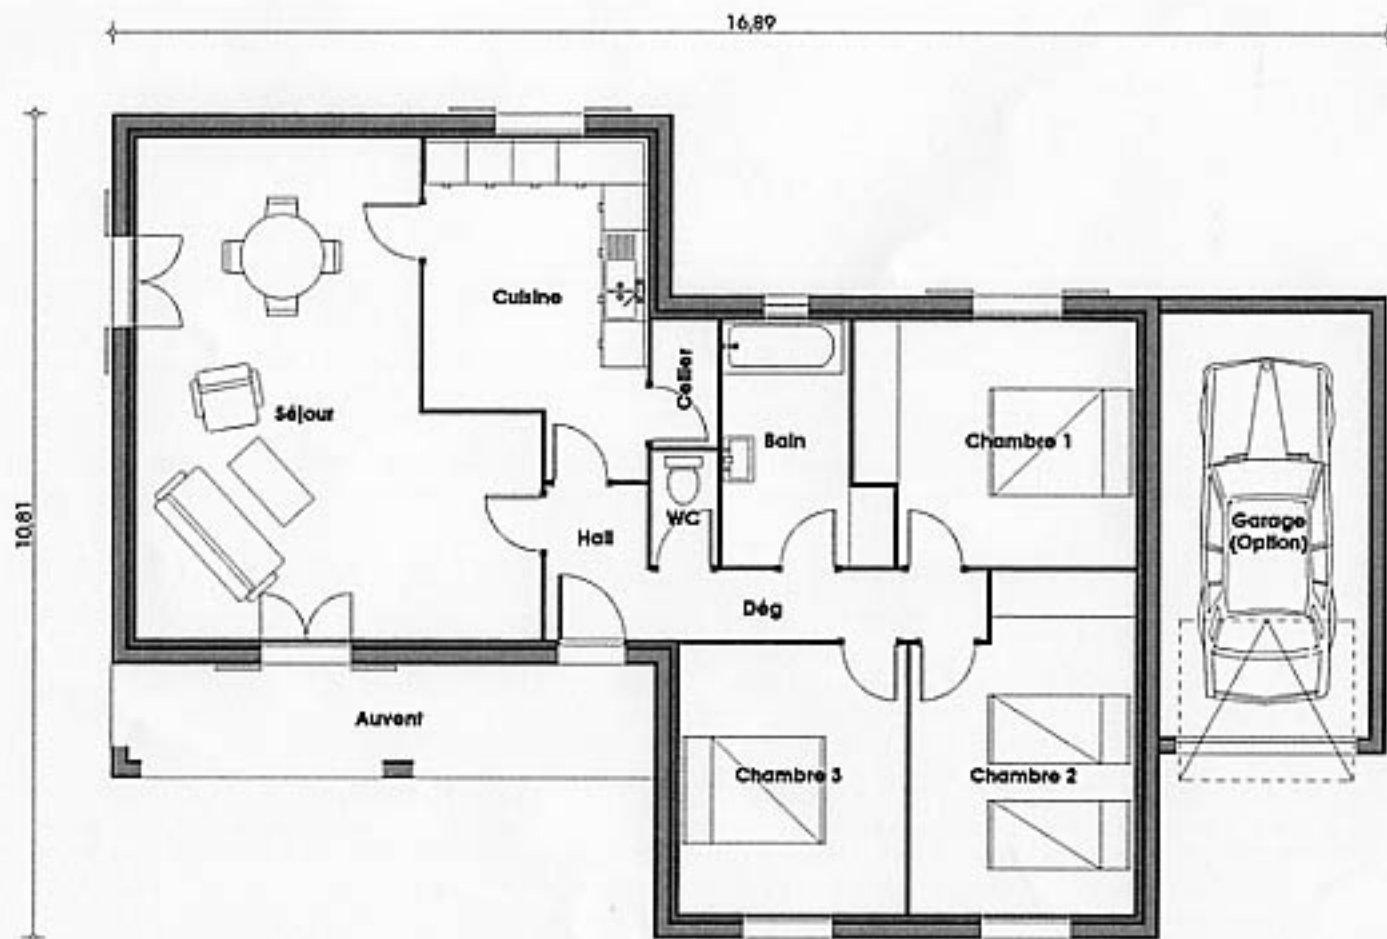 16,89
10,81
Cuisine
Séjour
Cellier
Bain
Chambre 1
WC
Hall
Garage
(Option)
Dég
Auvent
Chambre 3
Chambre 2